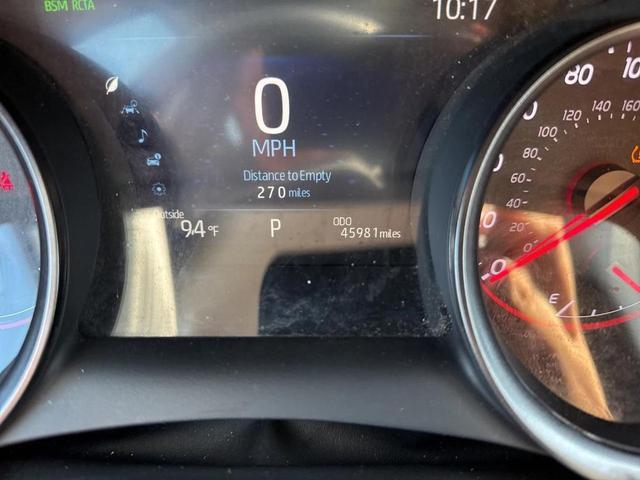 BSM RCTA
10:17
0
MPH
Distance to Empty
270 miles
Outside
94 °F
P
ODO
45981 miles
80
120 140 160
100
80
60
40
20
0
E